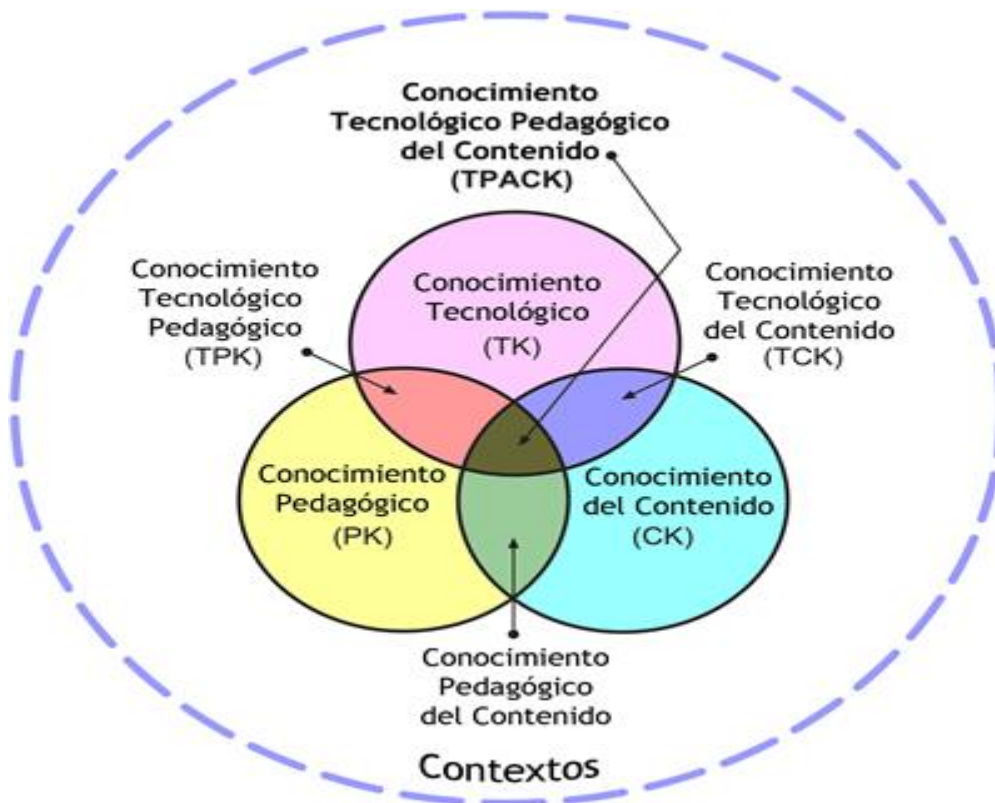 Conocimiento
Tecnológico Pedagógico
del Contenido
(TPACK)
Conocimiento
Tecnológico
Pedagógico
(TPK)
Conocimiento
Tecnológico
(TK)
Conocimiento
Tecnológico
del Contenido
(TCK)
Conocimiento
Pedagógico
(PK)
Conocimiento
del Contenido
(CK)
Conocimiento
Pedagógico
del Contenido
Contextos